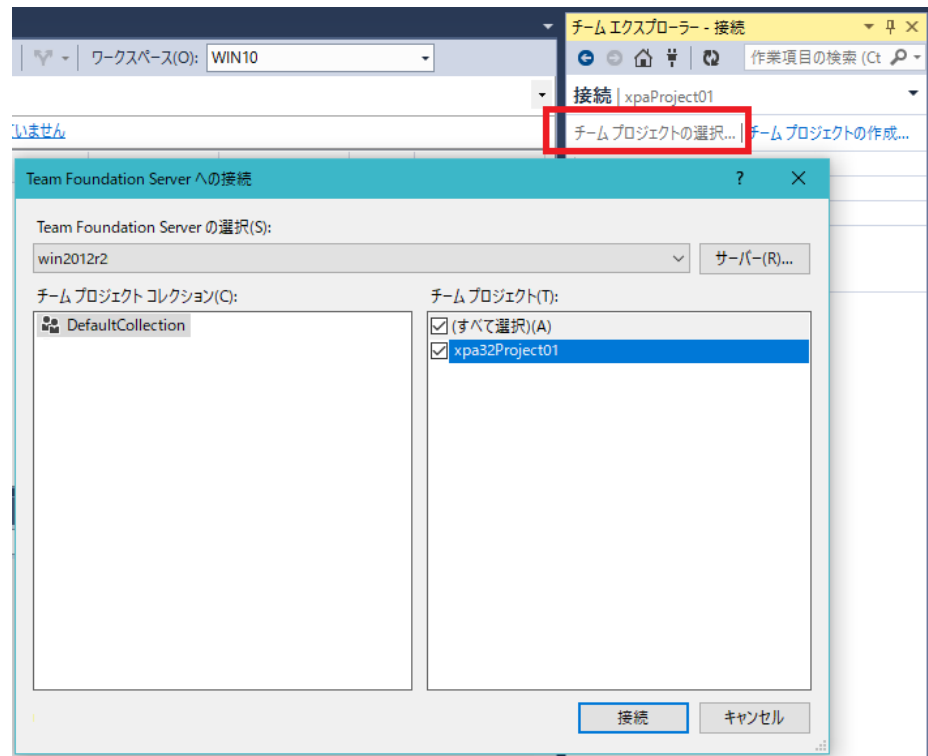 チーム エクスプローラー - 接続
ワークスペース(O): WIN10
作業項目の検索 (Ct
接続 | xpaProject01
チーム プロジェクトの選択... | チーム プロジェクトの作成...
いません
Team Foundation Server への接続
Team Foundation Server の選択(S):
win2012r2
サーバー(R)...
チーム プロジェクト コレクション(C):
チーム プロジェクト(T):
DefaultCollection
(すべて選択)(A)
xpa32Project01
接続
キャンセル